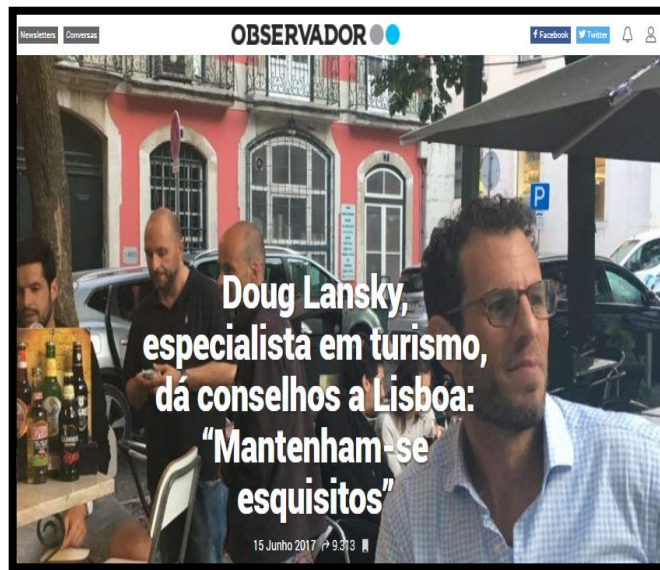 Newsletters Conversas OBSERVADOR Facebook Twitter
P
Doug Lansky,
especialista em turismo,
dá conselhos a Lisboa:
“Mantenham-se
esquisitos”
15 Junho 2017 9.313
GUINNESS